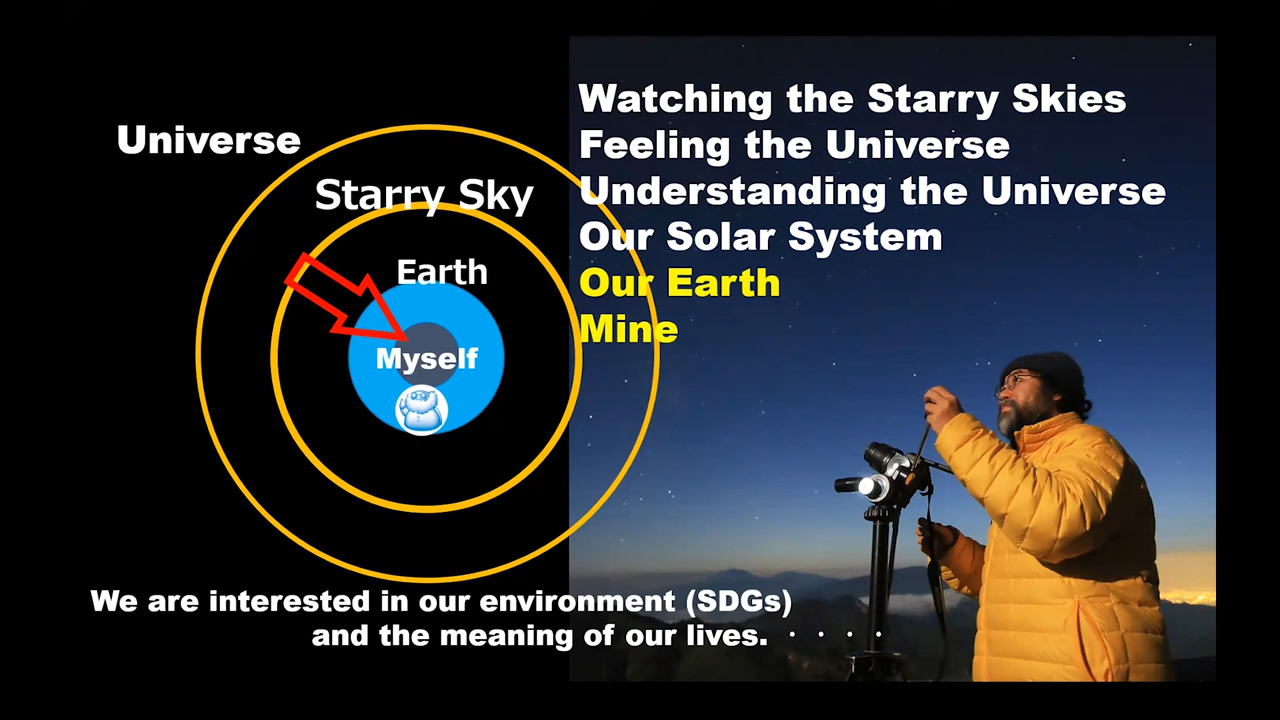 Universe
Starry Sky
Earth
Myself
Watching the Starry Skies
Feeling the Universe
Understanding the Universe
Our Solar System
Our Earth
Mine
We are interested in our environment (SDGs)
and the meaning of our lives. . . . .